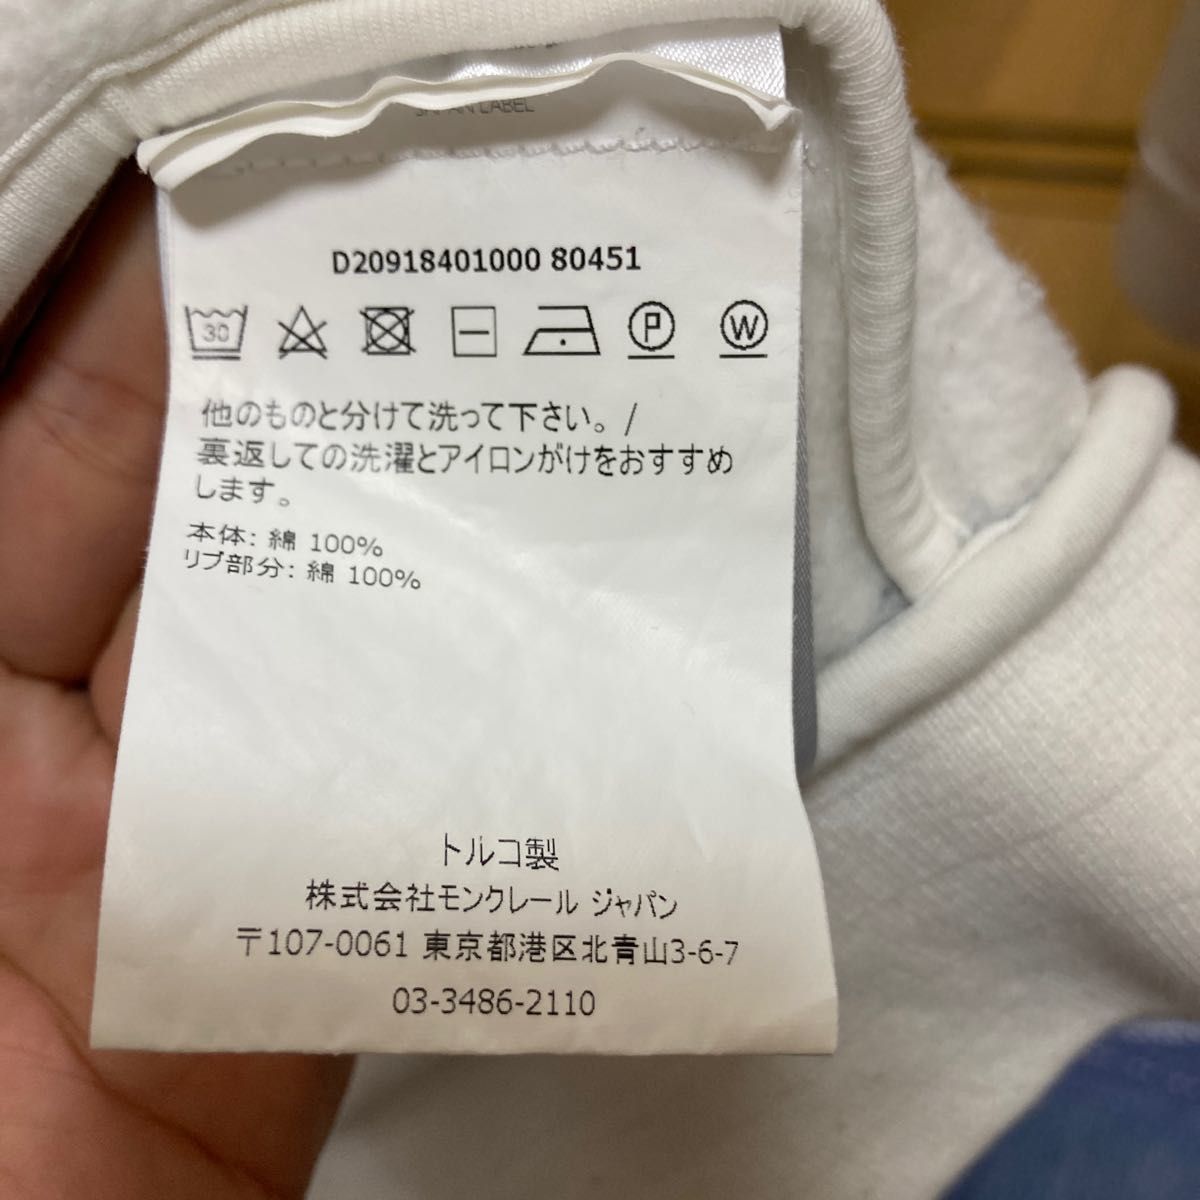 JAPAN LABEL
D20918401000 80451
30
P
W
他のものと分けて洗って下さい。/
裏返しての洗濯とアイロンがけをおすすめ
します。
本体: 綿 100%
リブ部分: 綿 100%
トルコ製
株式会社モンクレール ジャパン
〒107-0061 東京都港区北青山3-6-7
03-3486-2110